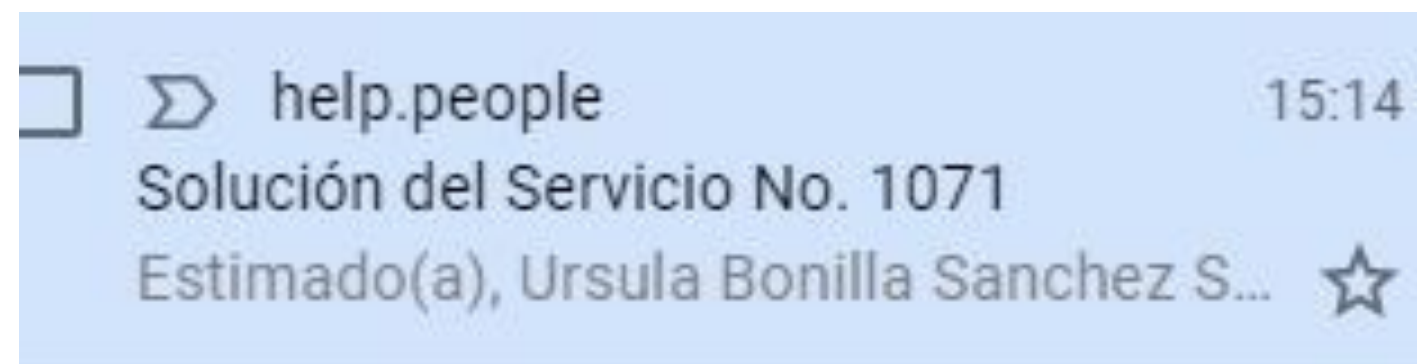 help.people 15:14
Solución del Servicio No. 1071
Estimado(a), Ursula Bonilla Sanchez S...